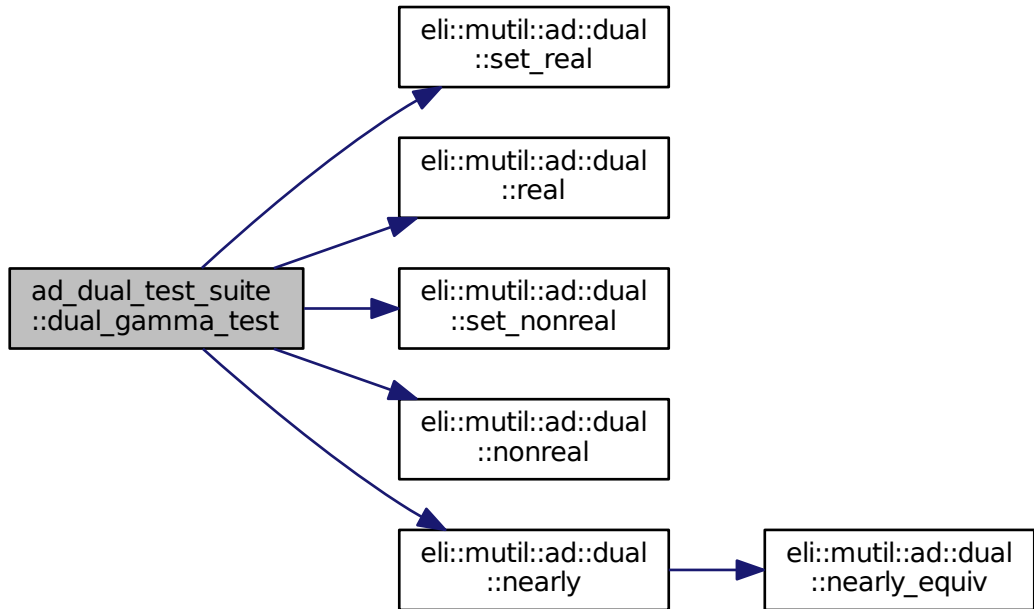 eli::mutil::ad::dual
::set_real
eli::mutil::ad::dual
::real
ad_dual_test_suite
::dual_gamma_test
eli::mutil::ad::dual
::set_nonreal
eli::mutil::ad::dual
::nonreal
eli::mutil::ad::dual
::nearly
eli::mutil::ad::dual
::nearly_equiv